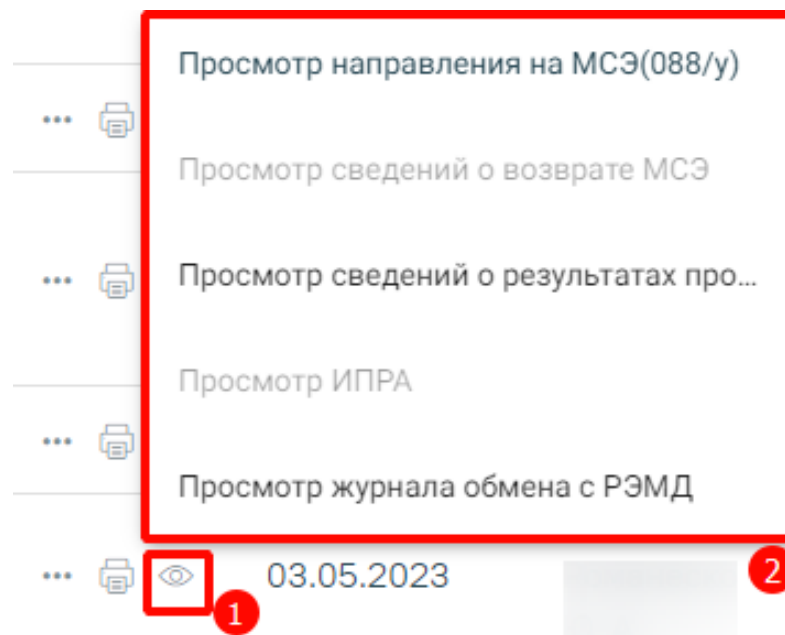 Просмотр направления на МСЭ(088/у)
Просмотр сведений о возврате МСЭ
Просмотр сведений о результатах про...
Просмотр ИПРА
Просмотр журнала обмена с РЭМД
03.05.2023
2
1